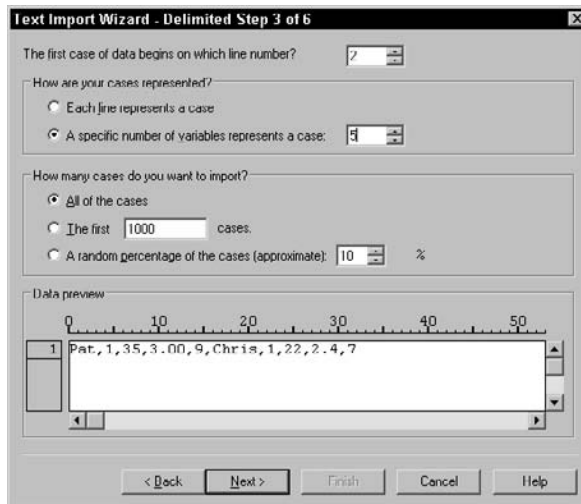 Text Import Wizard - Delimited Step 3 of 6
The first case of data begins on which line number? 2
How are your cases represented?
Each line represents a case
A specific number of variables represents a case: 5
How many cases do you want to import?
All of the cases
The first 1000 cases.
A random percentage of the cases (approximate): 10 %
Data preview
0 10 20 30 40 50
1 Pat,1,35,3.00,9,Chris,1,22,2.4,7
< Back Next > Finish Cancel Help